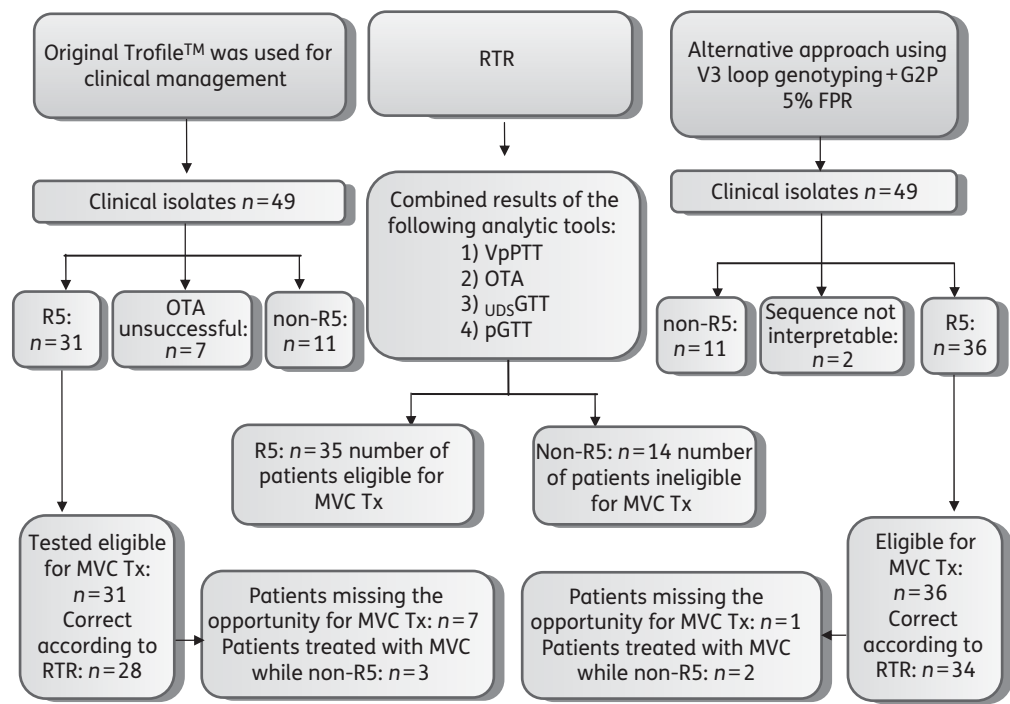 Original Trofile™ was used for
clinical management
RTR
Alternative approach using
V3 loop genotyping+G2P
5% FPR
Clinical isolates n=49
Combined results of the
following analytic tools:
1) VpPTT
2) OTA
3) UDSGTT
4) pGTT
Clinical isolates n=49
R5:
n=31
OTA
unsuccessful:
n=7
non-R5:
n=11
non-R5:
n=11
Sequence not
interpretable:
n=2
R5:
n=36
R5: n=35 number of
patients eligible for
MVC Tx
Non-R5: n=14 number
of patients ineligible
for MVC Tx
Tested eligible
for MVC Tx:
n=31
Correct
according to
RTR: n=28
Patients missing the
opportunity for MVC Tx: n=7
Patients treated with MVC
while non-R5: n=3
Patients missing the
opportunity for MVC Tx: n=1
Patients treated with MVC
while non-R5: n=2
Eligible for
MVC Tx:
n=36
Correct
according to
RTR: n=34